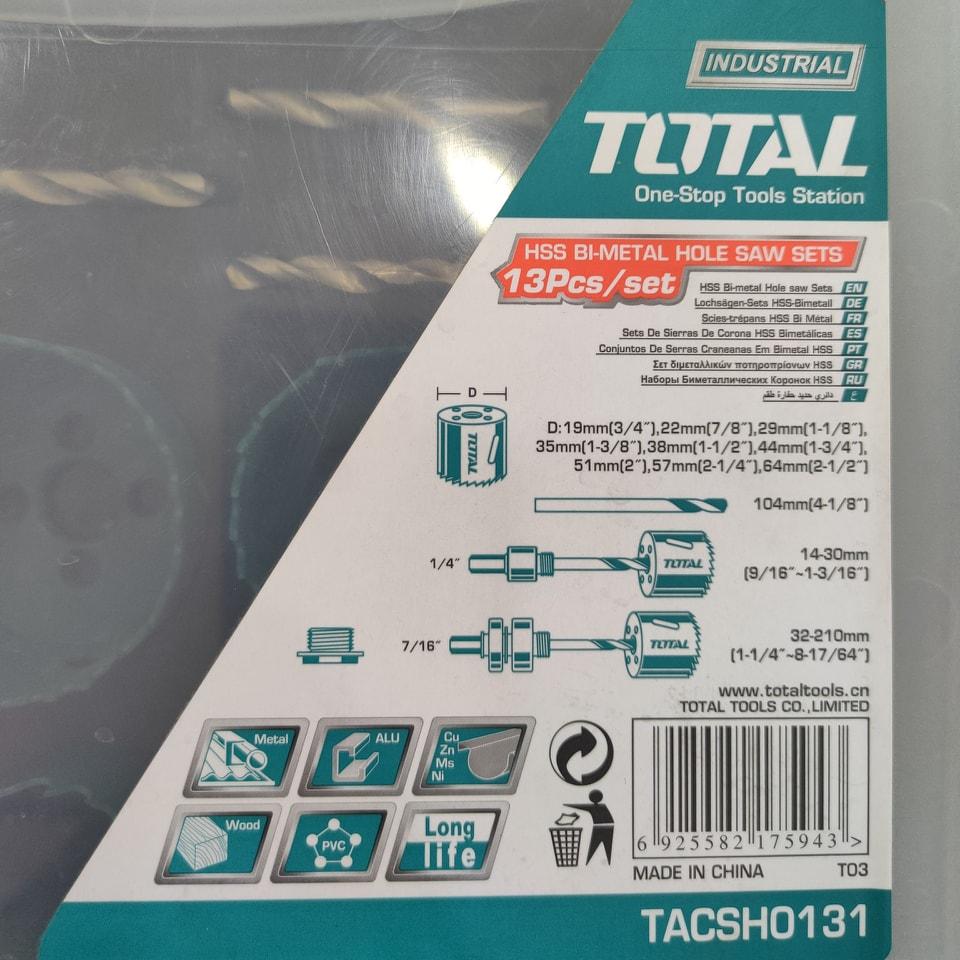 INDUSTRIAL
TOTAL
One-Stop Tools Station
HSS BI-METAL HOLE SAW SETS
13Pcs/set
HSS Bi-metal Hole saw Sets EN
Lochsägen-Sets HSS-Bimetall DE
Scies-trépans HSS Bi Métal FR
Sets De Sierras De Corona HSS Bimetálicas ES
Conjuntos De Serras Craneanas Em Bimetal HSS PT
Σετ διμεταλλικών ποτηροπρίονων HSS GR
Наборы Биметаллических Коронок HSS RU
دائري حديد حفارة طقم ع
D
TOTAL
D:19mm(3/4″),22mm(7/8″),29mm(1-1/8″),
35mm(1-3/8″),38mm(1-1/2″),44mm(1-3/4″),
51mm(2″),57mm(2-1/4″),64mm(2-1/2″)
104mm(4-1/8″)
1/4″
TOTAL
14-30mm
(9/16″~1-3/16″)
7/16″
TOTAL
32-210mm
(1-1/4″~8-17/64″)
www.totaltools.cn
TOTAL TOOLS CO.,LIMITED
Metal
ALU
Cu
Zn
Ms
Ni
Wood
PVC
Long
life
6 925582 175943 >
MADE IN CHINA T03
TACSH0131